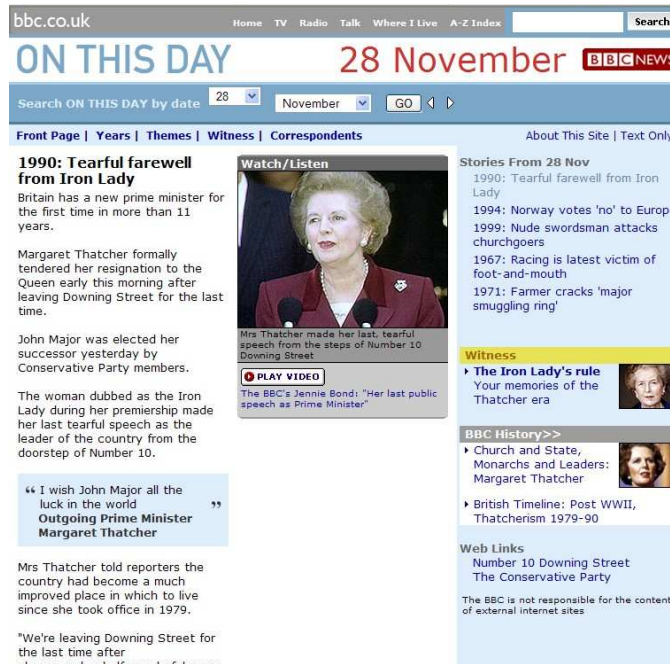 bbc.co.uk
Home TV Radio Talk Where I Live A-Z Index
Search
ON THIS DAY
28 November
BBC NEWS
Search ON THIS DAY by date
28
November
GO
Front Page | Years | Themes | Witness | Correspondents
About This Site | Text Only
1990: Tearful farewell
from Iron Lady
Britain has a new prime minister for
the first time in more than 11
years.
Margaret Thatcher formally
tendered her resignation to the
Queen early this morning after
leaving Downing Street for the last
time.
John Major was elected her
successor yesterday by
Conservative Party members.
The woman dubbed as the Iron
Lady during her premiership made
her last tearful speech as the
leader of the country from the
doorstep of Number 10.
“ I wish John Major all the
luck in the world ”
Outgoing Prime Minister
Margaret Thatcher
Mrs Thatcher told reporters the
country had become a much
improved place in which to live
since she took office in 1979.
"We're leaving Downing Street for
the last time after
Watch/Listen
Mrs Thatcher made her last, tearful
speech from the steps of Number 10
Downing Street
PLAY VIDEO
The BBC's Jennie Bond: "Her last public
speech as Prime Minister"
Stories From 28 Nov
1990: Tearful farewell from Iron
Lady
1994: Norway votes 'no' to Europ
1999: Nude swordsman attacks
churchgoers
1967: Racing is latest victim of
foot-and-mouth
1971: Farmer cracks 'major
smuggling ring'
Witness
The Iron Lady's rule
Your memories of the
Thatcher era
BBC History>>
Church and State,
Monarchs and Leaders:
Margaret Thatcher
British Timeline: Post WWII,
Thatcherism 1979-90
Web Links
Number 10 Downing Street
The Conservative Party
The BBC is not responsible for the content
of external internet sites